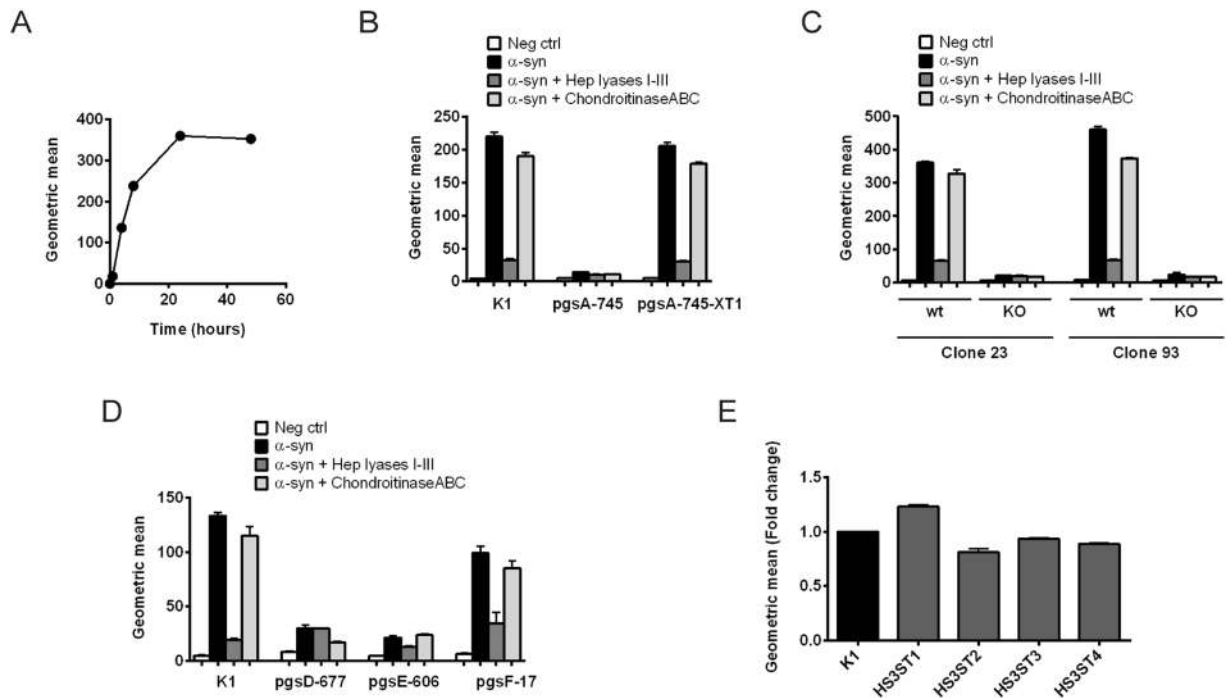 A
Geometric mean
400
300
200
100
0
0 20 40 60
Time (hours)
B
Neg ctrl
α-syn
α-syn + Hep lyases I-III
α-syn + ChondroitinaseABC
Geometric mean
250
200
150
100
50
0
K1 pgsA-745 pgsA-745-XT1
C
Neg ctrl
α-syn
α-syn + Hep lyases I-III
α-syn + ChondroitinaseABC
Geometric mean
500
400
300
200
100
0
wt KO wt KO
Clone 23 Clone 93
D
Neg ctrl
α-syn
α-syn + Hep lyases I-III
α-syn + ChondroitinaseABC
Geometric mean
150
100
50
0
K1 pgsD-677 pgsE-606 pgsF-17
E
Geometric mean (Fold change)
1.5
1.0
0.5
0.0
K1 HS3ST1 HS3ST2 HS3ST3 HS3ST4